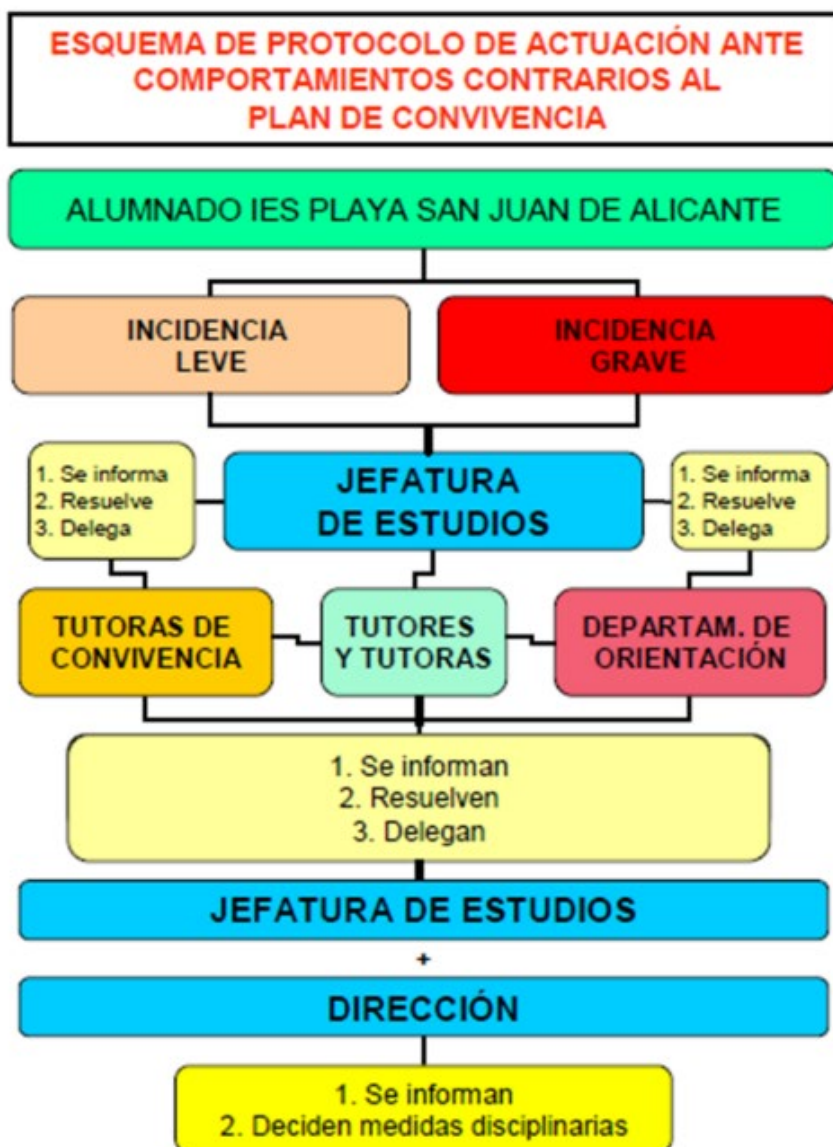 ESQUEMA DE PROTOCOLO DE ACTUACIÓN ANTE
COMPORTAMIENTOS CONTRARIOS AL
PLAN DE CONVIVENCIA
ALUMNADO IES PLAYA SAN JUAN DE ALICANTE
INCIDENCIA
LEVE
INCIDENCIA
GRAVE
1. Se informa
2. Resuelve
3. Delega
JEFATURA
DE ESTUDIOS
1. Se informa
2. Resuelve
3. Delega
TUTORAS DE
CONVIVENCIA
TUTORES
Y TUTORAS
DEPARTAM. DE
ORIENTACIÓN
1. Se informan
2. Resuelven
3. Delegan
JEFATURA DE ESTUDIOS
+
DIRECCIÓN
1. Se informan
2. Deciden medidas disciplinarias